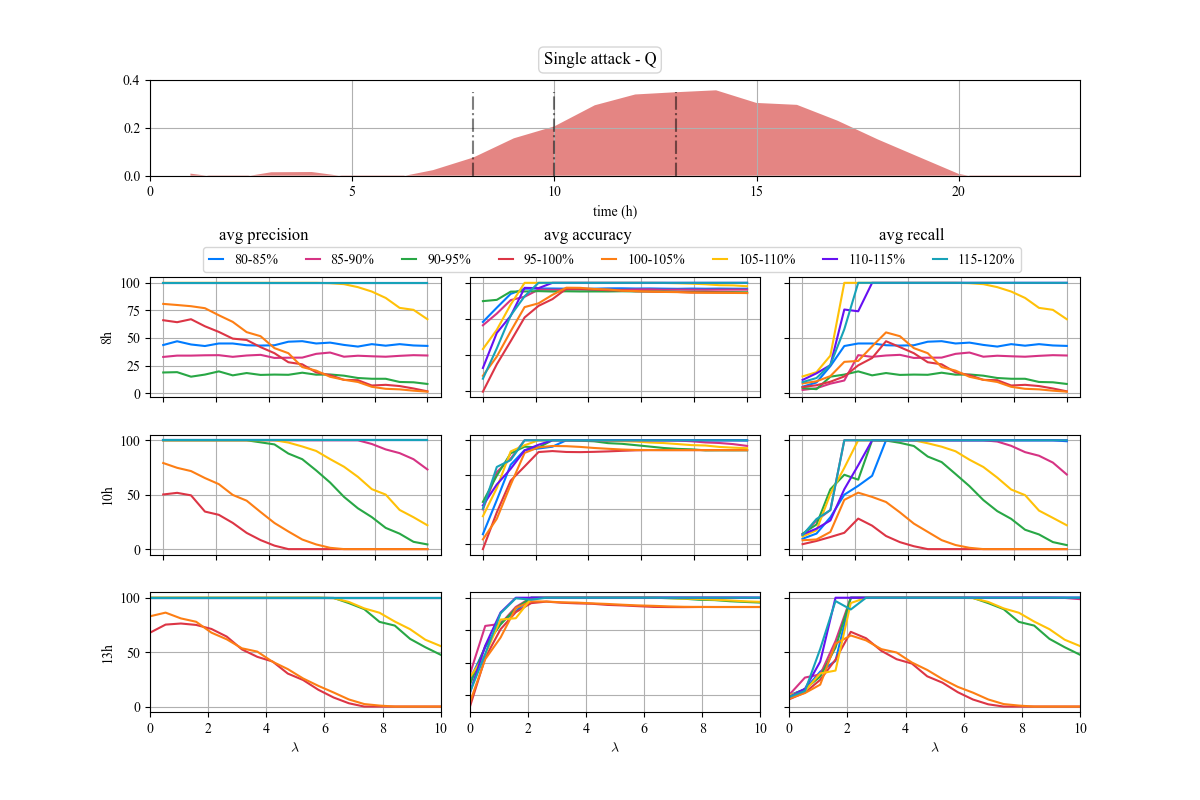 Single attack - Q
0.4
0.2
0.0
0 5 10 15 20
time (h)
avg precision avg accuracy avg recall
80-85% 85-90% 90-95% 95-100% 100-105% 105-110% 110-115% 115-120%
100
75
50
25
0
8h
100
50
0
10h
100
50
0
13h
0 2 4 6 8 10 0 2 4 6 8 10 0 2 4 6 8 10
λ λ λ